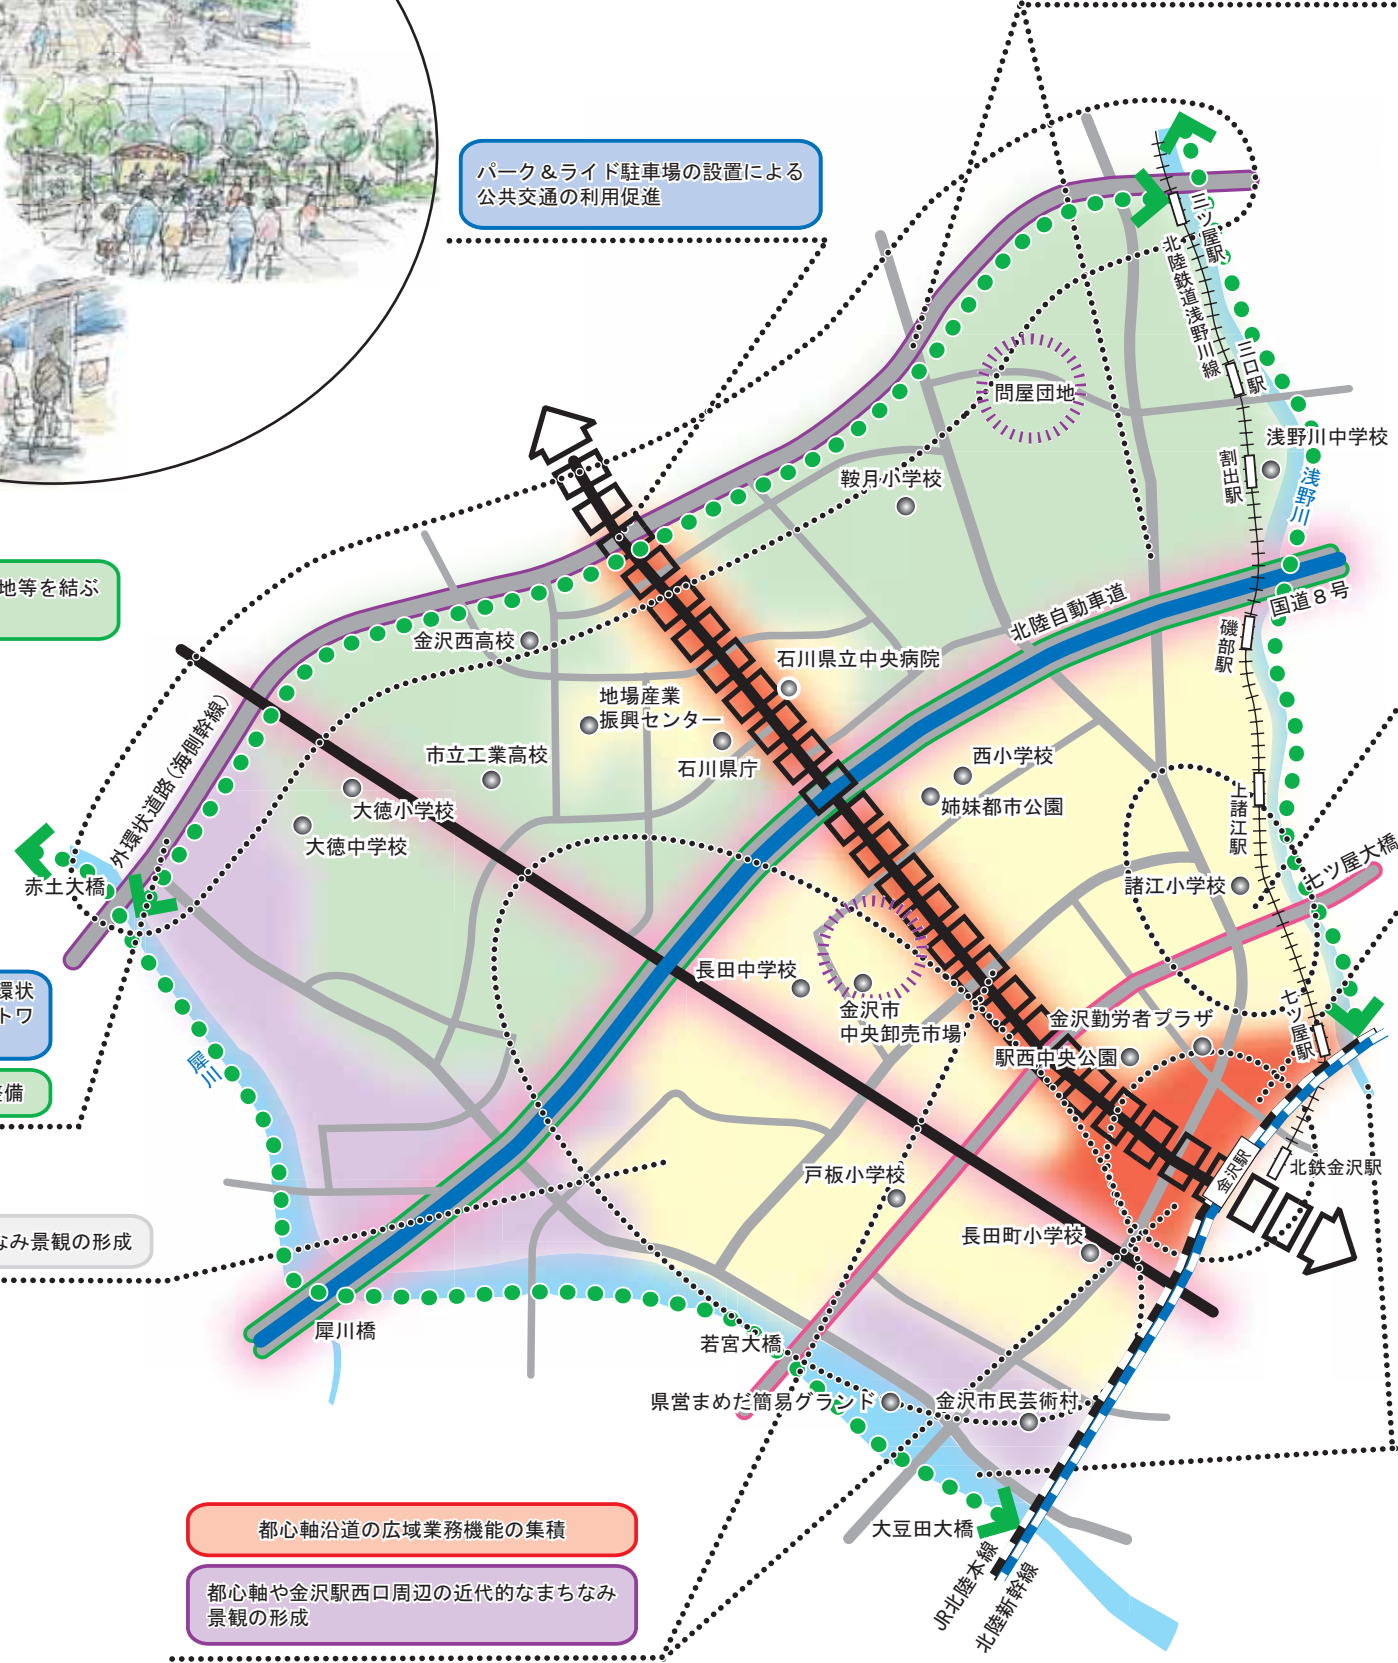 パーク＆ライド駐車場の設置による
公共交通の利用促進
三ツ屋駅
北陸鉄道浅野川線
三口駅
問屋団地
浅野川中学校
割出駅
浅野川
鞍月小学校
地等を結ぶ
北陸自動車道
国道８号
磯部駅
金沢西高校
石川県立中央病院
地場産業
振興センター
石川県庁
市立工業高校
西小学校
姉妹都市公園
外環状道路（海側幹線）
大徳小学校
大徳中学校
上諸江駅
七ツ屋大橋
諸江小学校
赤土大橋
長田中学校
金沢市
中央卸売市場
環状
トワ
金沢勤労者プラザ
七ツ屋駅
駅西中央公園
犀川
整備
金沢駅
北鉄金沢駅
戸板小学校
長田町小学校
なみ景観の形成
犀川橋
若宮大橋
県営まめだ簡易グランド
金沢市民芸術村
大豆田大橋
都心軸沿道の広域業務機能の集積
都心軸や金沢駅西口周辺の近代的なまちなみ
景観の形成
JR北陸本線
北陸新幹線